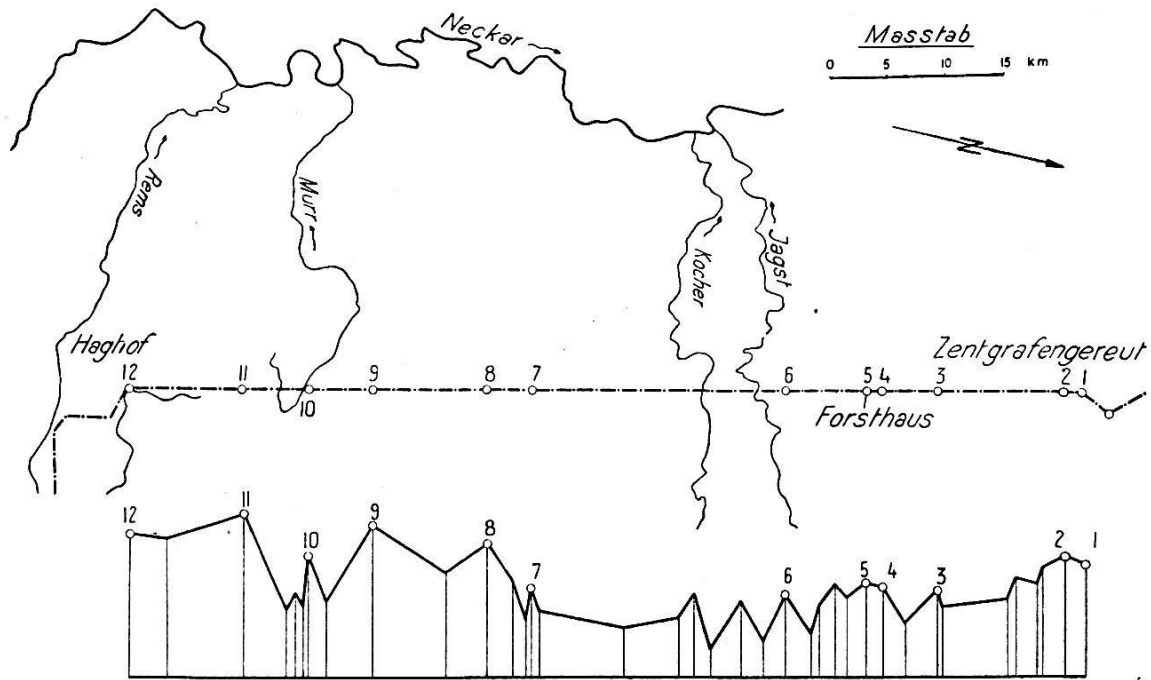 Neckar
Masstab
0 5 10 15 km
N
Rems
Murr
Kocher
Jagst
Haghof
Zentgrafengereut
12 11 9 8 7 6 5 4 3 2 1
10
Forsthaus
12 11 10 9 8 7 6 5 4 3 2 1